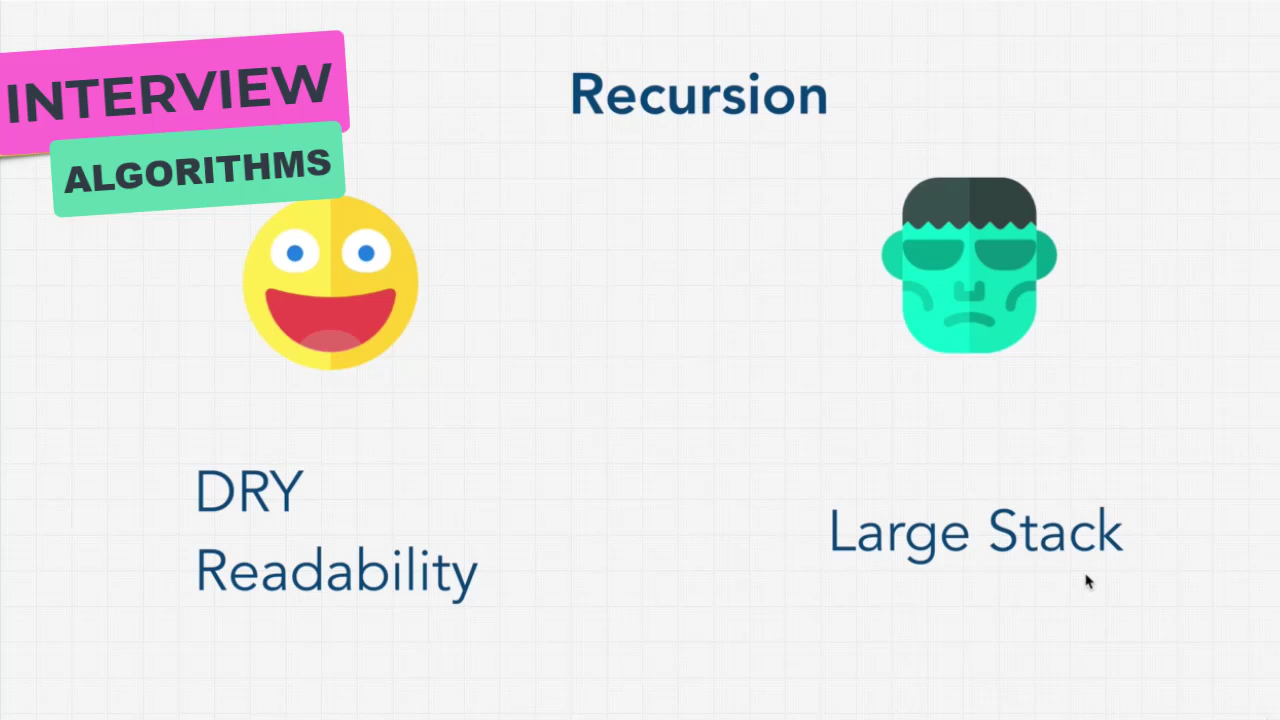 INTERVIEW
ALGORITHMS
Recursion
DRY
Readability
Large Stack